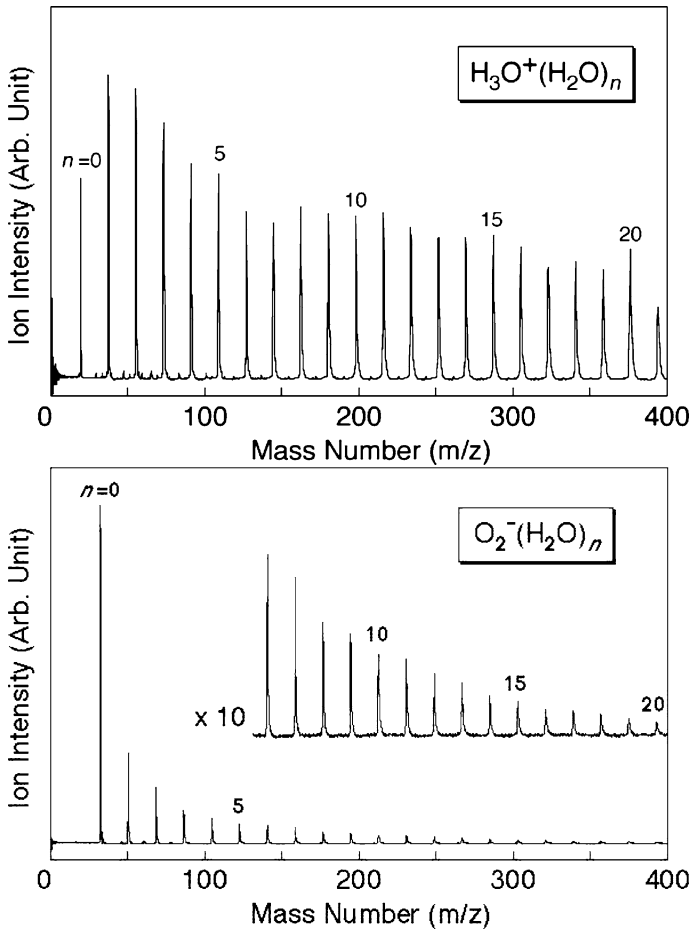 Ion Intensity (Arb. Unit)
H₃O⁺(H₂O)n
n=0
5
10
15
20
0
100
200
300
400
Mass Number (m/z)
Ion Intensity (Arb. Unit)
n=0
O₂⁻(H₂O)n
10
15
20
x 10
5
0
100
200
300
400
Mass Number (m/z)